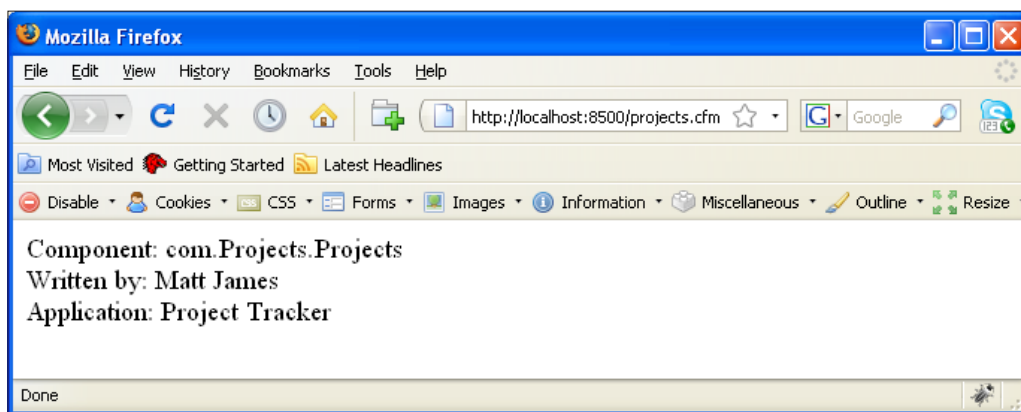 Mozilla Firefox
File Edit View History Bookmarks Tools Help
http://localhost:8500/projects.cfm G Google 123
Most Visited Getting Started Latest Headlines
Disable Cookies CSS Forms Images Information Miscellaneous Outline Resize
Component: com.Projects.Projects
Written by: Matt James
Application: Project Tracker
Done